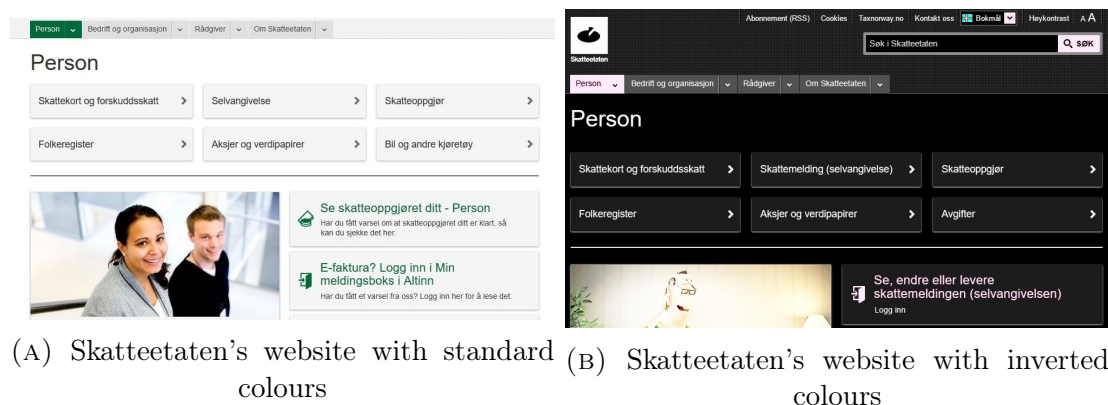 Person
Bedrift og organisasjon
Rådgiver
Om Skatteetaten
Person
Skattekort og forskuddsskatt
Selvangivelse
Skatteoppgjør
Folkeregister
Aksjer og verdipapirer
Bil og andre kjøretøy
Se skatteoppgjøret ditt - Person
Har du fått varsel om at skatteoppgjøret ditt er klart, så
kan du sjekke det her.
E-faktura? Logg inn i Min
meldingsboks i Altinn
Har du fått et varsel fra oss? Logg inn her for å lese det
(A) Skatteetaten's website with standard
colours
Abonnement (RSS) Cookies Taxnorway.no Kontakt oss Bokmål Høykontrast A A
Skatteetaten
Søk i Skatteetaten
SØK
Person
Bedrift og organisasjon
Rådgiver
Om Skatteetaten
Person
Skattekort og forskuddsskatt
Skattemelding (selvangivelse)
Skatteoppgjør
Folkeregister
Aksjer og verdipapirer
Avgifter
Se, endre eller levere
skattemeldingen (selvangivelsen)
Logg inn
(B) Skatteetaten's website with inverted
colours